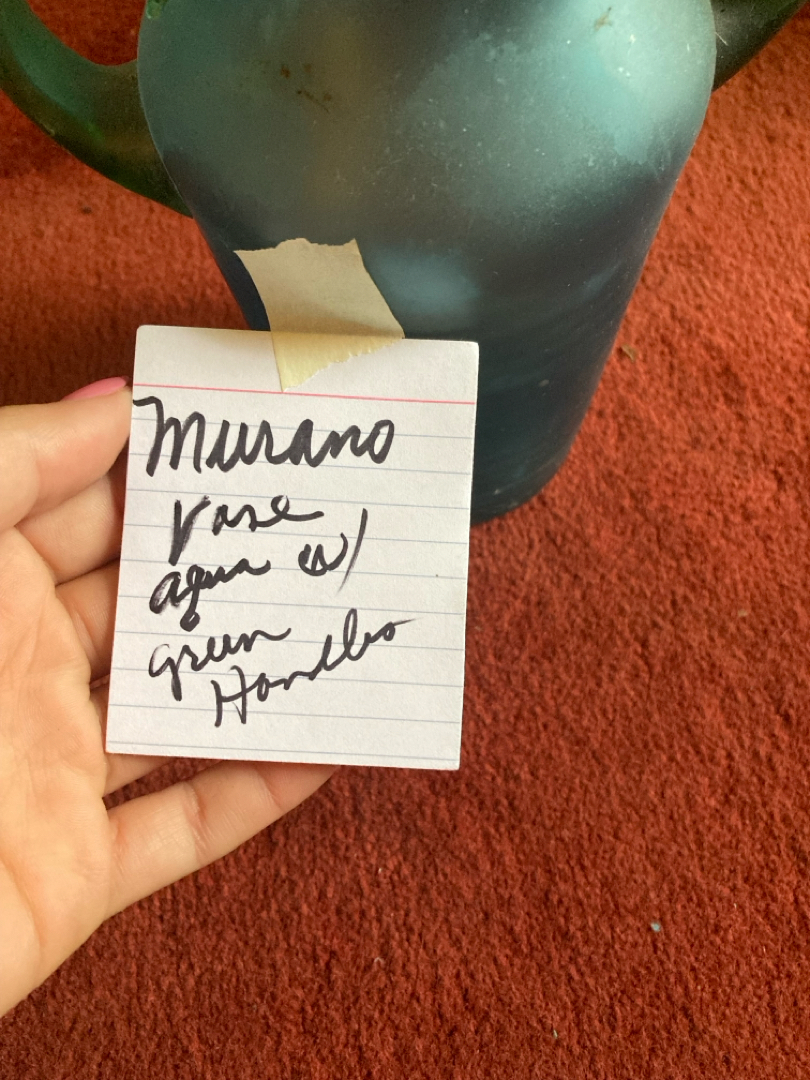 Murano
Vase
aqua w/
green
Handles